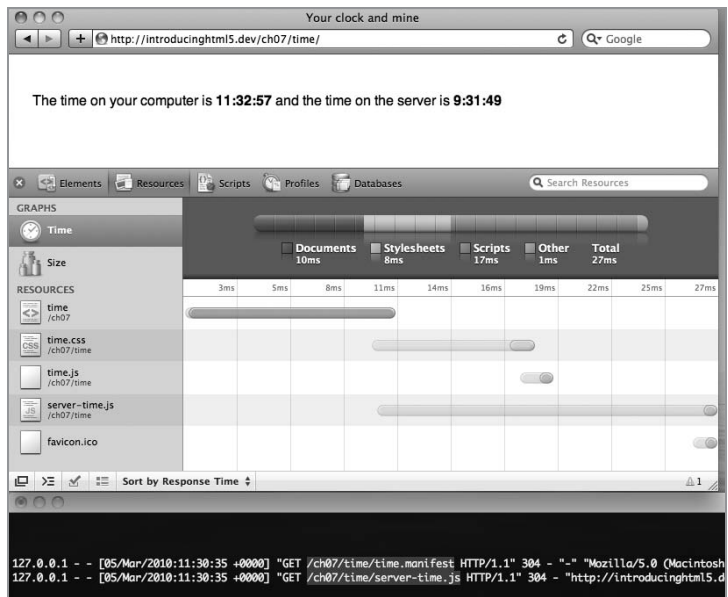 Your clock and mine
http://introducinghtml5.dev/ch07/time/
Google
The time on your computer is 11:32:57 and the time on the server is 9:31:49
Elements Resources Scripts Profiles Databases Search Resources
GRAPHS
Time
Size
Documents 10ms
Stylesheets 8ms
Scripts 17ms
Other 1ms
Total 27ms
RESOURCES
3ms 5ms 8ms 11ms 14ms 16ms 19ms 22ms 25ms 27ms
time
/ch07
CSS
time.css
/ch07/time
time.js
/ch07/time
JS
server-time.js
/ch07/time
favicon.ico
Sort by Response Time
1
127.0.0.1 - - [05/Mar/2010:11:30:35 +0000] "GET /ch07/time/time.manifest HTTP/1.1" 304 - "-" "Mozilla/5.0 (Macintosh
127.0.0.1 - - [05/Mar/2010:11:30:35 +0000] "GET /ch07/time/server-time.js HTTP/1.1" 304 - "http://introducinghtml5.d